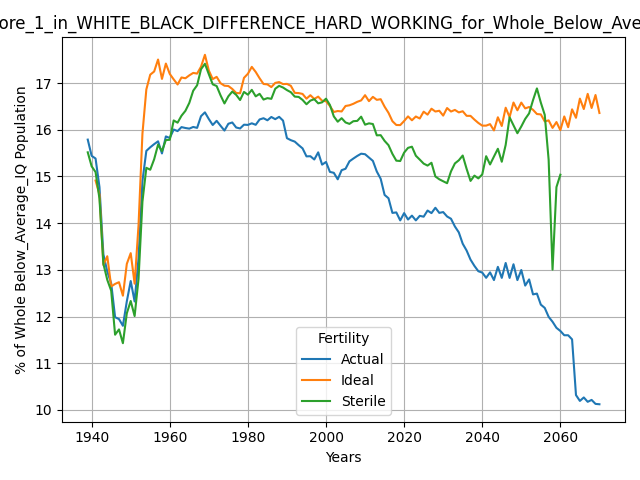 ore_1_in_WHITE_BLACK_DIFFERENCE_HARD_WORKING_for_Whole_Below_Ave
% of Whole Below_Average_IQ Population
17
16
15
14
13
12
11
10
Fertility
Actual
Ideal
Sterile
1940 1960 1980 2000 2020 2040 2060
Years